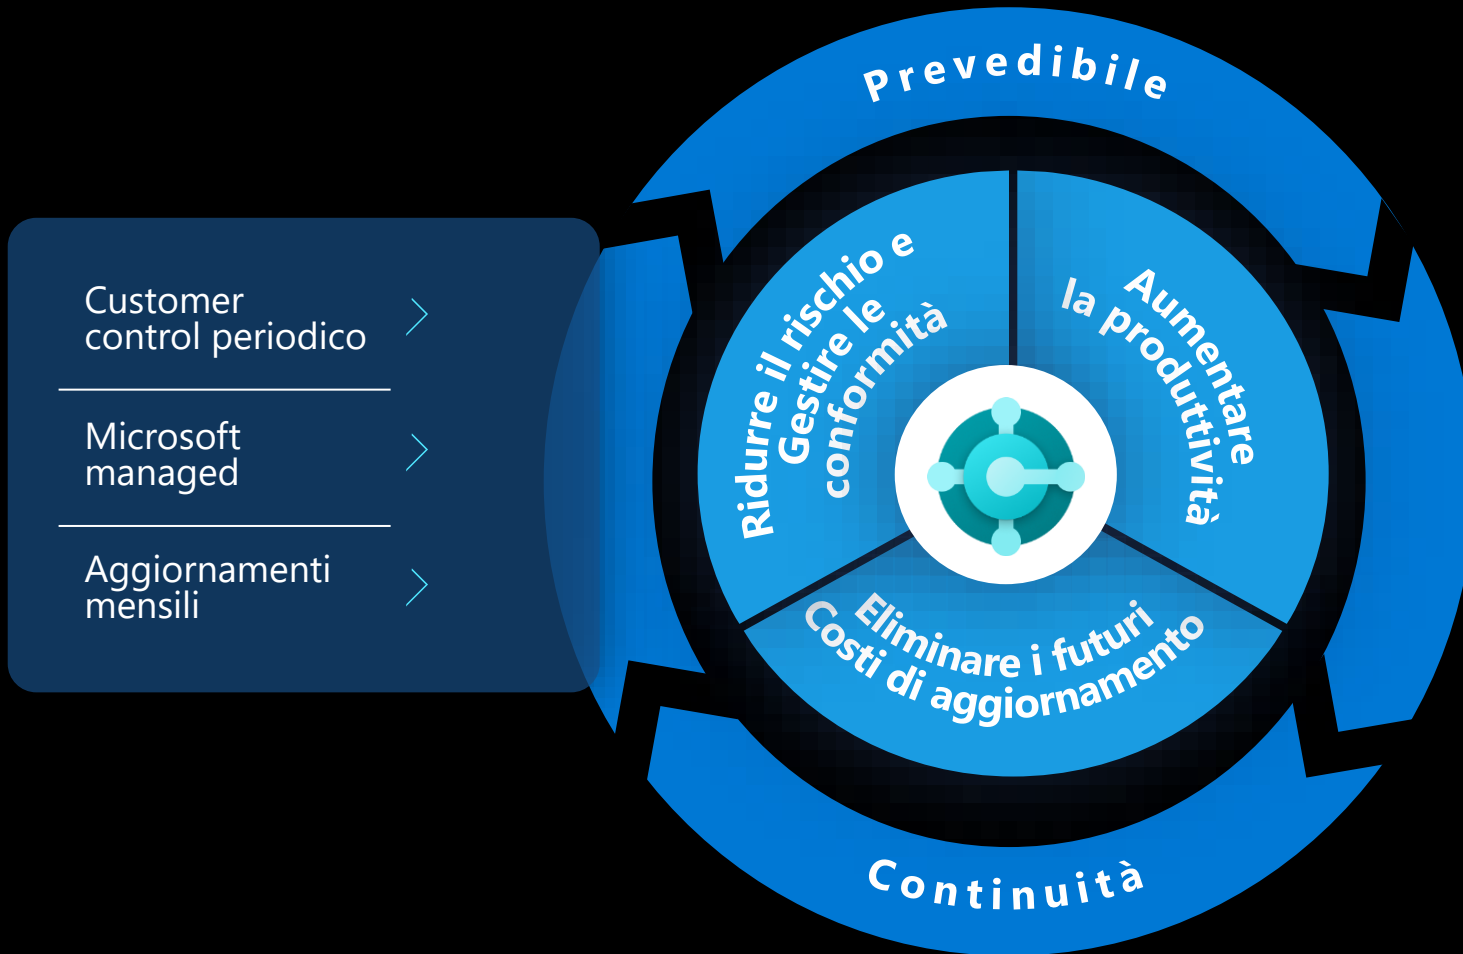 Prevedibile
Customer
control periodico
Microsoft
managed
Aggiornamenti
mensili
Ridurre il rischio e
Gestire le
conformità
Aumentare
la produttività
Eliminare i futuri
Costi di aggiornamento
Continuità